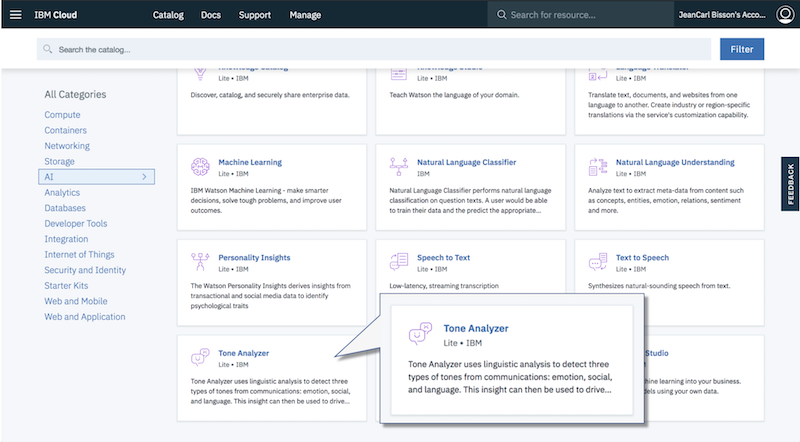 IBM Cloud
Catalog Docs Support Manage
Search for resource...
JeanCarl Bisson's Acco...
Search the catalog...
Filter
All Categories
Compute
Containers
Networking
Storage
AI
Analytics
Databases
Developer Tools
Integration
Internet of Things
Security and Identity
Starter Kits
Web and Mobile
Web and Application
Knowledge Catalog
Lite • IBM
Discover, catalog, and securely share enterprise data.
Knowledge Studio
Lite • IBM
Teach Watson the language of your domain.
Language Translator
Lite • IBM
Translate text, documents, and websites from one
language to another. Create industry or region-specific
translations via the service's customization capability.
Machine Learning
Lite • IBM
IBM Watson Machine Learning - make smarter
decisions, solve tough problems, and improve user
outcomes.
Natural Language Classifier
IBM
Natural Language Classifier performs natural language
classification on question texts. A user would be able
to train their data and the predict the appropriate...
Natural Language Understanding
Lite • IBM
Analyze text to extract meta-data from content such
as concepts, entities, emotion, relations, sentiment
and more.
Personality Insights
Lite • IBM
The Watson Personality Insights derives insights from
transactional and social media data to identify
psychological traits
Speech to Text
Lite • IBM
Low-latency, streaming transcription
Text to Speech
Lite • IBM
Synthesizes natural-sounding speech from text.
Tone Analyzer
Lite • IBM
Tone Analyzer uses linguistic analysis to detect three
types of tones from communications: emotion, social,
and language. This insight can then be used to drive...
Tone Analyzer
Lite • IBM
Tone Analyzer uses linguistic analysis to detect three
types of tones from communications: emotion, social,
and language. This insight can then be used to drive...
Studio
learning into your business.
using your own data.
FEEDBACK